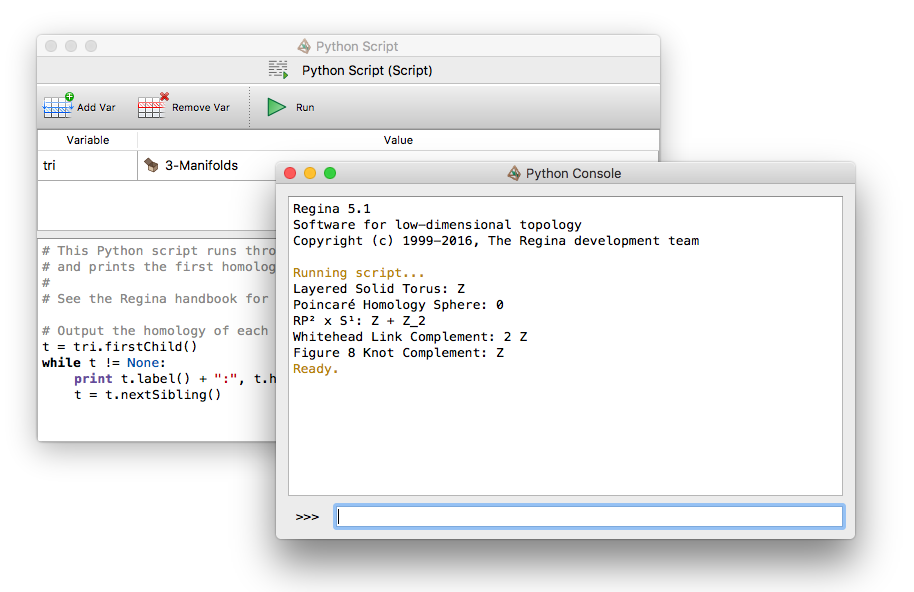 Python Script
Python Script (Script)
Add Var
Remove Var
Run
Variable
Value
tri
3-Manifolds
# This Python script runs
# and prints the first
#
# See the Regina handbook for
# Output the homology of each
t = tri.firstChild()
while t != None:
print t.label() + ":",
t = t.nextSibling()
Python Console
Regina 5.1
Software for low-dimensional topology
Copyright (c) 1999-2016, The Regina development team
Running script...
Layered Solid Torus: Z
Poincaré Homology Sphere: 0
RP² x S¹: Z + Z_2
Whitehead Link Complement: 2 Z
Figure 8 Knot Complement: Z
Ready.
>>>